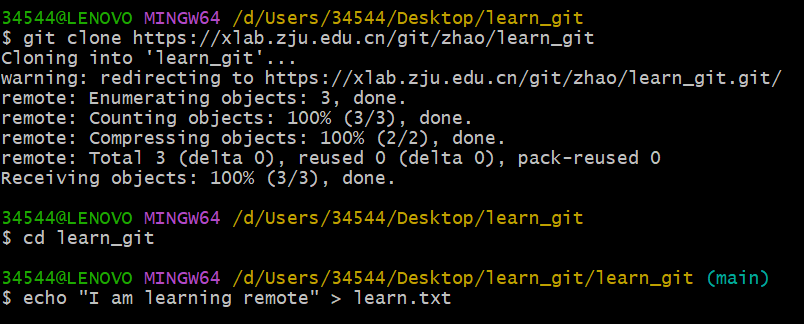 34544@LENOVO MINGW64 /d/Users/34544/Desktop/learn_git
$ git clone https://xlab.zju.edu.cn/git/zhao/learn_git
Cloning into 'learn_git'...
warning: redirecting to https://xlab.zju.edu.cn/git/zhao/learn_git.git/
remote: Enumerating objects: 3, done.
remote: Counting objects: 100% (3/3), done.
remote: Compressing objects: 100% (2/2), done.
remote: Total 3 (delta 0), reused 0 (delta 0), pack-reused 0
Receiving objects: 100% (3/3), done.
34544@LENOVO MINGW64 /d/Users/34544/Desktop/learn_git
$ cd learn_git
34544@LENOVO MINGW64 /d/Users/34544/Desktop/learn_git/learn_git (main)
$ echo "I am learning remote" > learn.txt